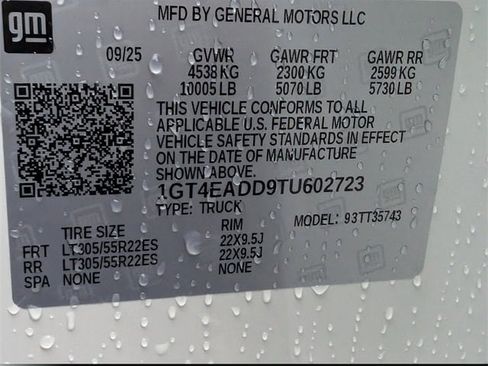 gm
MFD BY GENERAL MOTORS LLC
09/25 GVWR GAWR FRT GAWR RR
4538 KG 2300 KG 2599 KG
10005 LB 5070 LB 5730 LB
THIS VEHICLE CONFORMS TO ALL
APPLICABLE U.S. FEDERAL MOTOR
VEHICLE SAFETY STANDARDS IN EFFECT
ON THE DATE OF MANUFACTURE
SHOWN ABOVE.
1GT4EADD9TU602723
TYPE: TRUCK MODEL: 93TT35743
TIRE SIZE RIM
FRT LT305/55R22ES 22X9.5J
RR LT305/55R22ES 22X9.5J
SPA NONE NONE